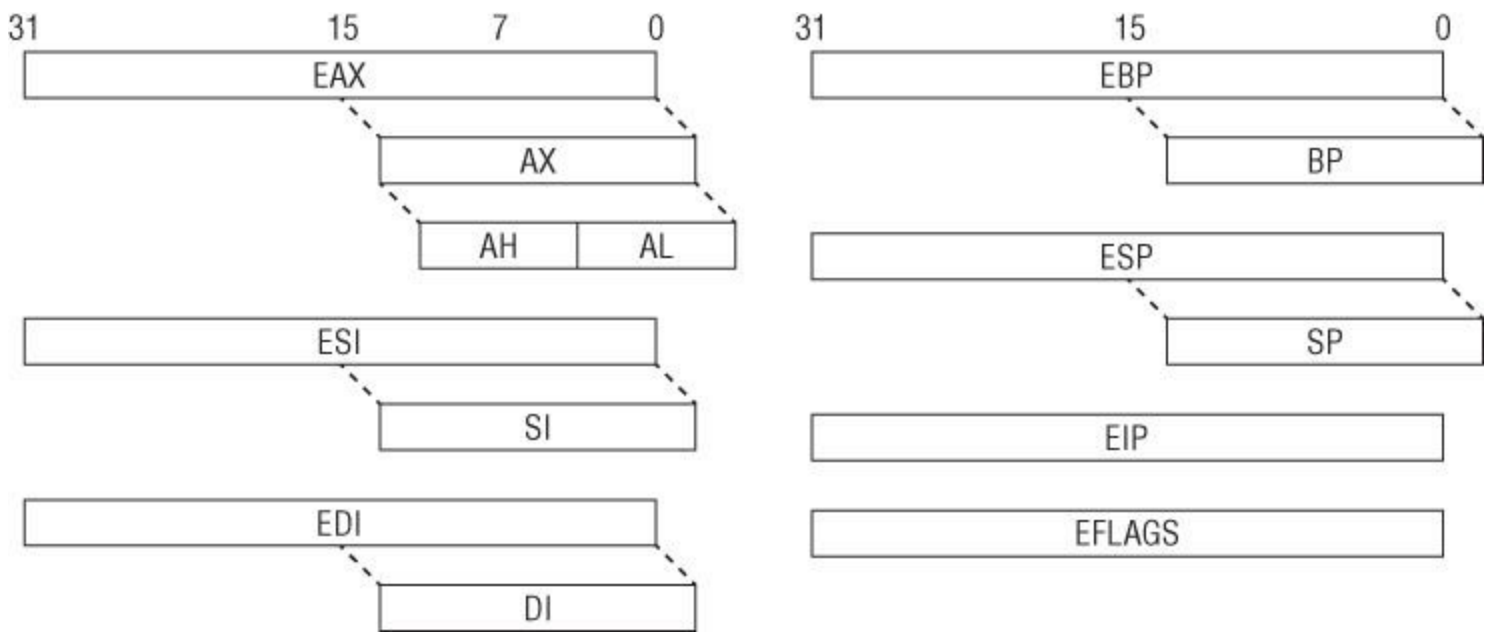 31 15 7 0
EAX
AX
AH AL
ESI
SI
EDI
DI
31 15 0
EBP
BP
ESP
SP
EIP
EFLAGS